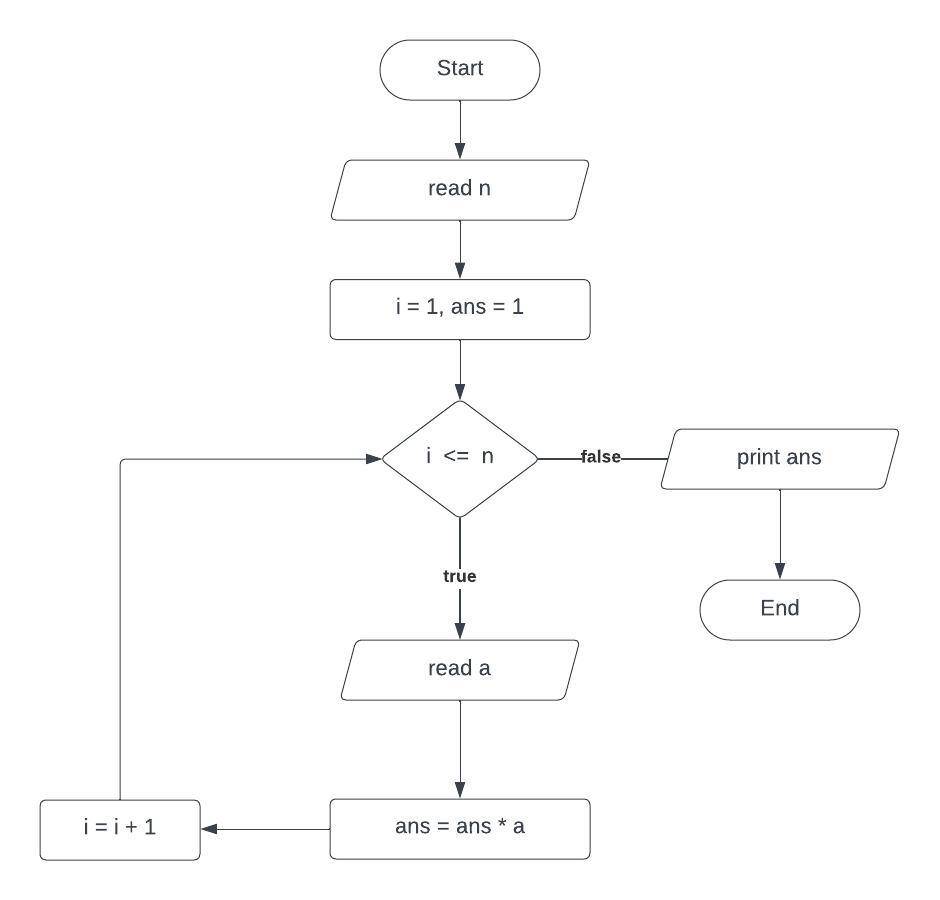 Start
read n
i = 1, ans = 1
i <= n
false
print ans
true
End
read a
ans = ans * a
i = i + 1